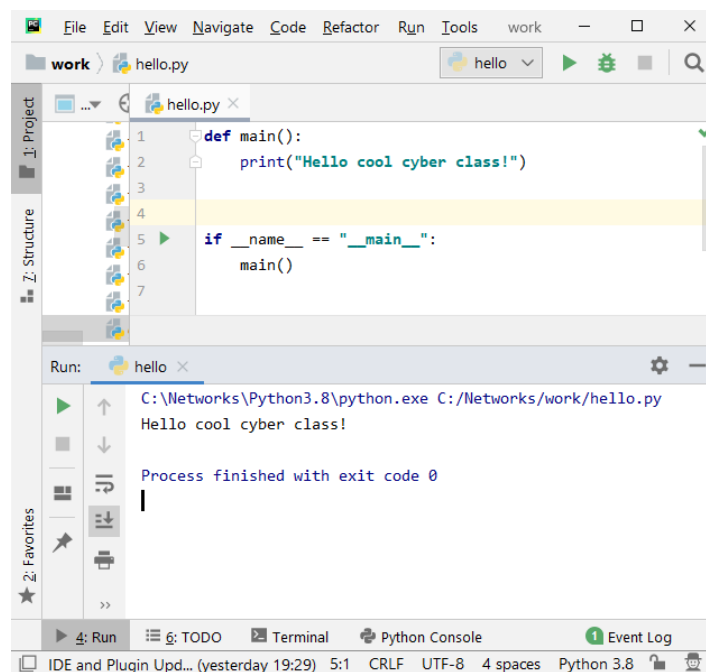 PC File Edit View Navigate Code Refactor Run Tools work
work hello.py hello
1: Project
... hello.py
1 def main():
2 print("Hello cool cyber class!")
3
4
5 if __name__ == "__main__":
6 main()
7
Z: Structure
Run: hello
C:\Networks\Python3.8\python.exe C:/Networks/work/hello.py
Hello cool cyber class!
Process finished with exit code 0
2: Favorites
4: Run 6: TODO Terminal Python Console 1 Event Log
IDE and Plugin Upd... (yesterday 19:29) 5:1 CRLF UTF-8 4 spaces Python 3.8